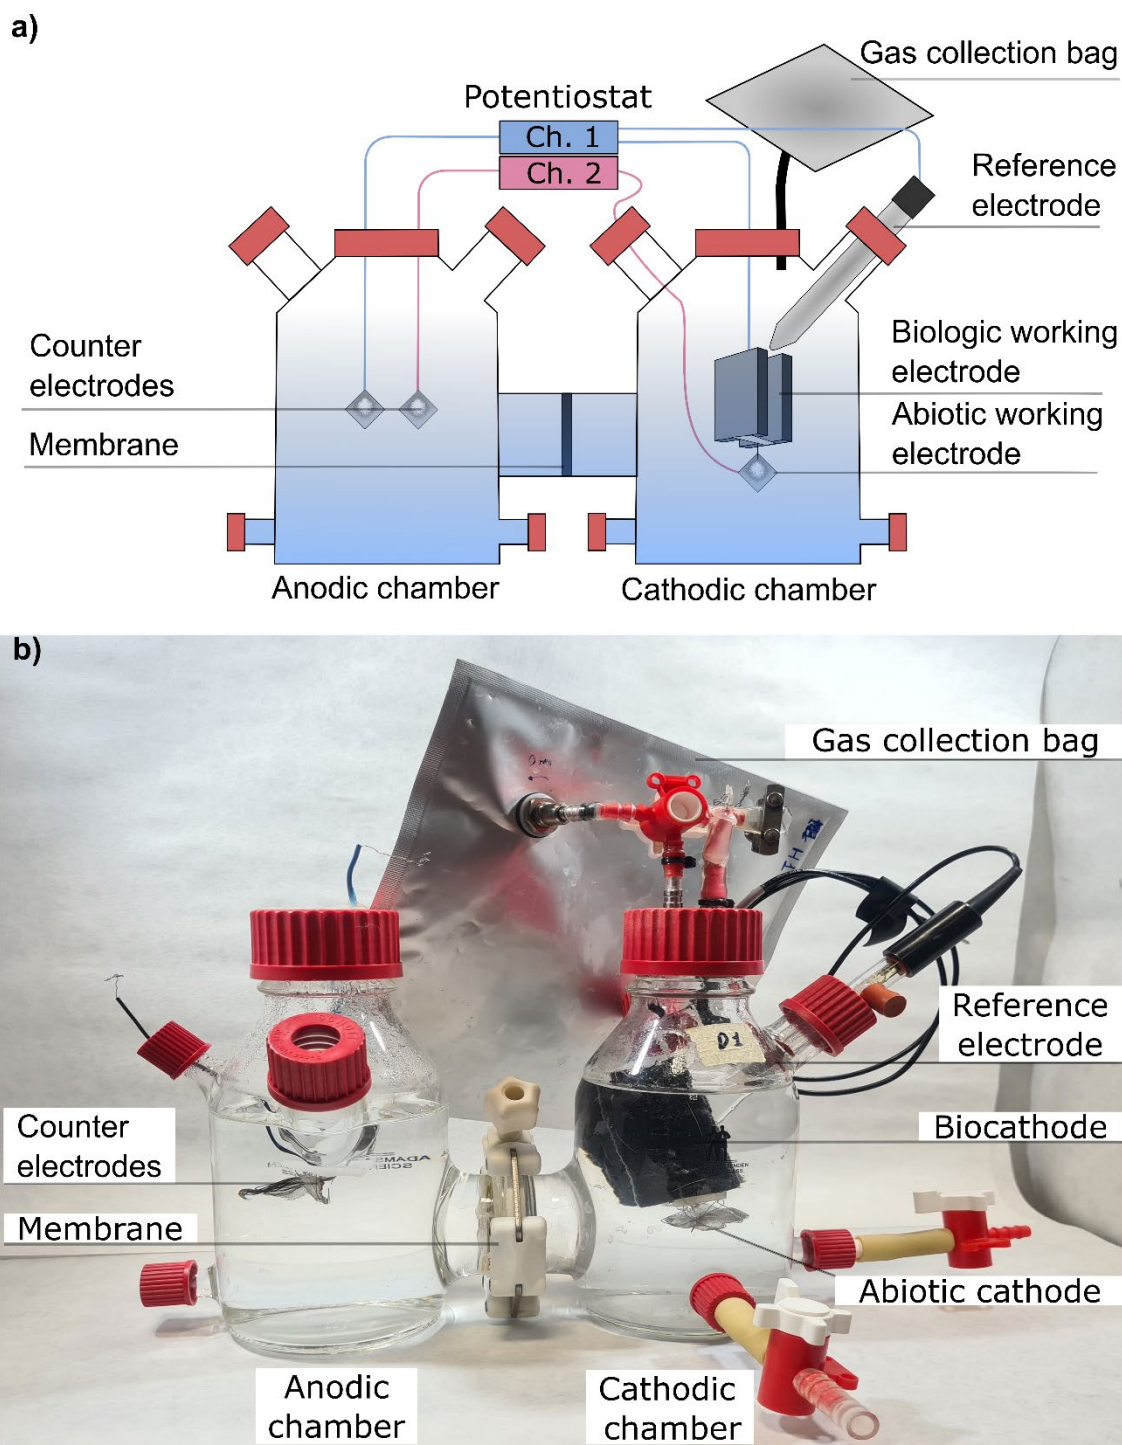 a)
Gas collection bag
Potentiostat
Ch. 1
Ch. 2
Reference
electrode
Counter
electrodes
Membrane
Biologic working
electrode
Abiotic working
electrode
Anodic chamber
Cathodic chamber
b)
Gas collection bag
D1
Reference
electrode
Counter
electrodes
Biocathode
Membrane
Abiotic cathode
Anodic
chamber
Cathodic
chamber